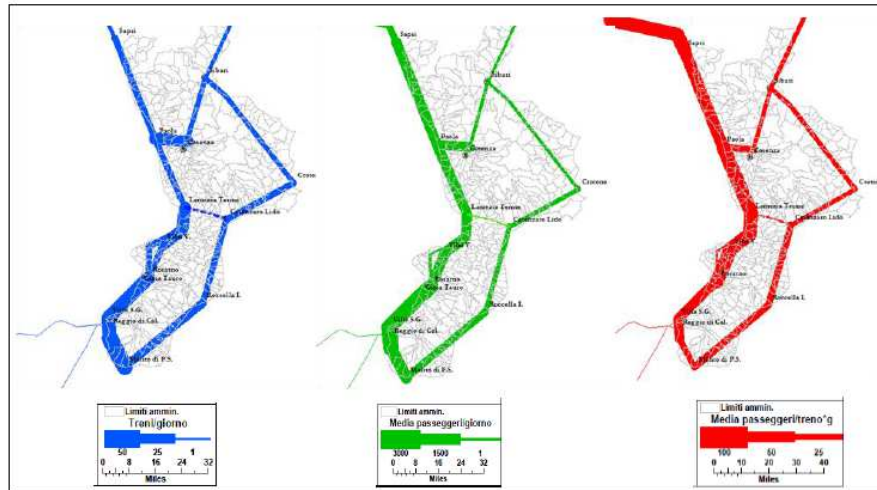 Sapri
Sibari
Paola
Cosenza
Lamezia Terme
Catanzaro Lido
Rosarno
Gioia Tauro
Roccella I.
Villa S.G.
Reggio di Cal.
Melito di P.S.
Limiti ammin.
Treni/giorno
50 25 1
0 8 16 24 32
Miles
Sapri
Sibari
Paola
Cosenza
Crotone
Lamezia Terme
Catanzaro Lido
Vibo V.
Rosarno
Gioia Tauro
Roccella I.
Villa S.G.
Reggio di Cal.
Melito di P.S.
Limiti ammin.
Media passeggeri/giorno
3000 1500 1
0 8 16 24 32
Miles
Sapri
Sibari
Paola
Cosenza
Lamezia Terme
Catanzaro Lido
Rosarno
Roccella I.
Villa S.G.
Reggio di Cal.
Melito di P.S.
Limiti ammin.
Media passeggeri/treno*g
100 50 25
0 10 20 30 40
Miles